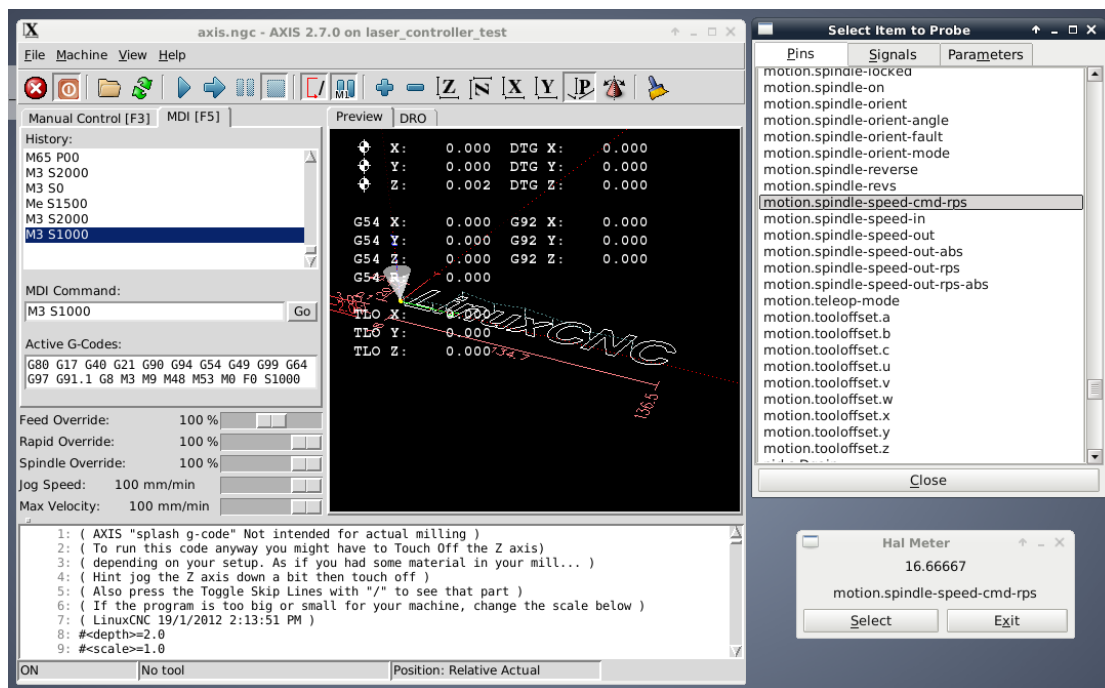 axis.ngc - AXIS 2.7.0 on laser_controller_test
File Machine View Help
Manual Control [F3] MDI [F5]
History:
M65 P00
M3 S2000
M3 S0
Me S1500
M3 S2000
M3 S1000
MDI Command:
M3 S1000 Go
Active G-Codes:
G80 G17 G40 G21 G90 G94 G54 G49 G99 G64
G97 G91.1 G8 M3 M9 M48 M53 M0 F0 S1000
Feed Override: 100 %
Rapid Override: 100 %
Spindle Override: 100 %
Jog Speed: 100 mm/min
Max Velocity: 100 mm/min
Preview DRO
X: 0.000 DTG X: 0.000
Y: 0.000 DTG Y: 0.000
Z: 0.002 DTG Z: 0.000
G54 X: 0.000 G92 X: 0.000
G54 Y: 0.000 G92 Y: 0.000
G54 Z: 0.000 G92 Z: 0.000
G54 R: 0.000
TLO X: 0.000
TLO Y: 0.000
TLO Z: 0.000
LinuxCNC
134.7
136.5
1: ( AXIS "splash g-code" Not intended for actual milling )
2: ( To run this code anyway you might have to Touch Off the Z axis)
3: ( depending on your setup. As if you had some material in your mill... )
4: ( Hint jog the Z axis down a bit then touch off )
5: ( Also press the Toggle Skip Lines with "/" to see that part )
6: ( If the program is too big or small for your machine, change the scale below )
7: ( LinuxCNC 19/1/2012 2:13:51 PM )
8: #<depth>=2.0
9: #<scale>=1.0
ON No tool Position: Relative Actual
Select Item to Probe
Pins Signals Parameters
motion.spindle-locked
motion.spindle-on
motion.spindle-orient
motion.spindle-orient-angle
motion.spindle-orient-fault
motion.spindle-orient-mode
motion.spindle-reverse
motion.spindle-revs
motion.spindle-speed-cmd-rps
motion.spindle-speed-in
motion.spindle-speed-out
motion.spindle-speed-out-abs
motion.spindle-speed-out-rps
motion.spindle-speed-out-rps-abs
motion.teleop-mode
motion.tooloffset.a
motion.tooloffset.b
motion.tooloffset.c
motion.tooloffset.u
motion.tooloffset.v
motion.tooloffset.w
motion.tooloffset.x
motion.tooloffset.y
motion.tooloffset.z
Close
Hal Meter
16.66667
motion.spindle-speed-cmd-rps
Select Exit